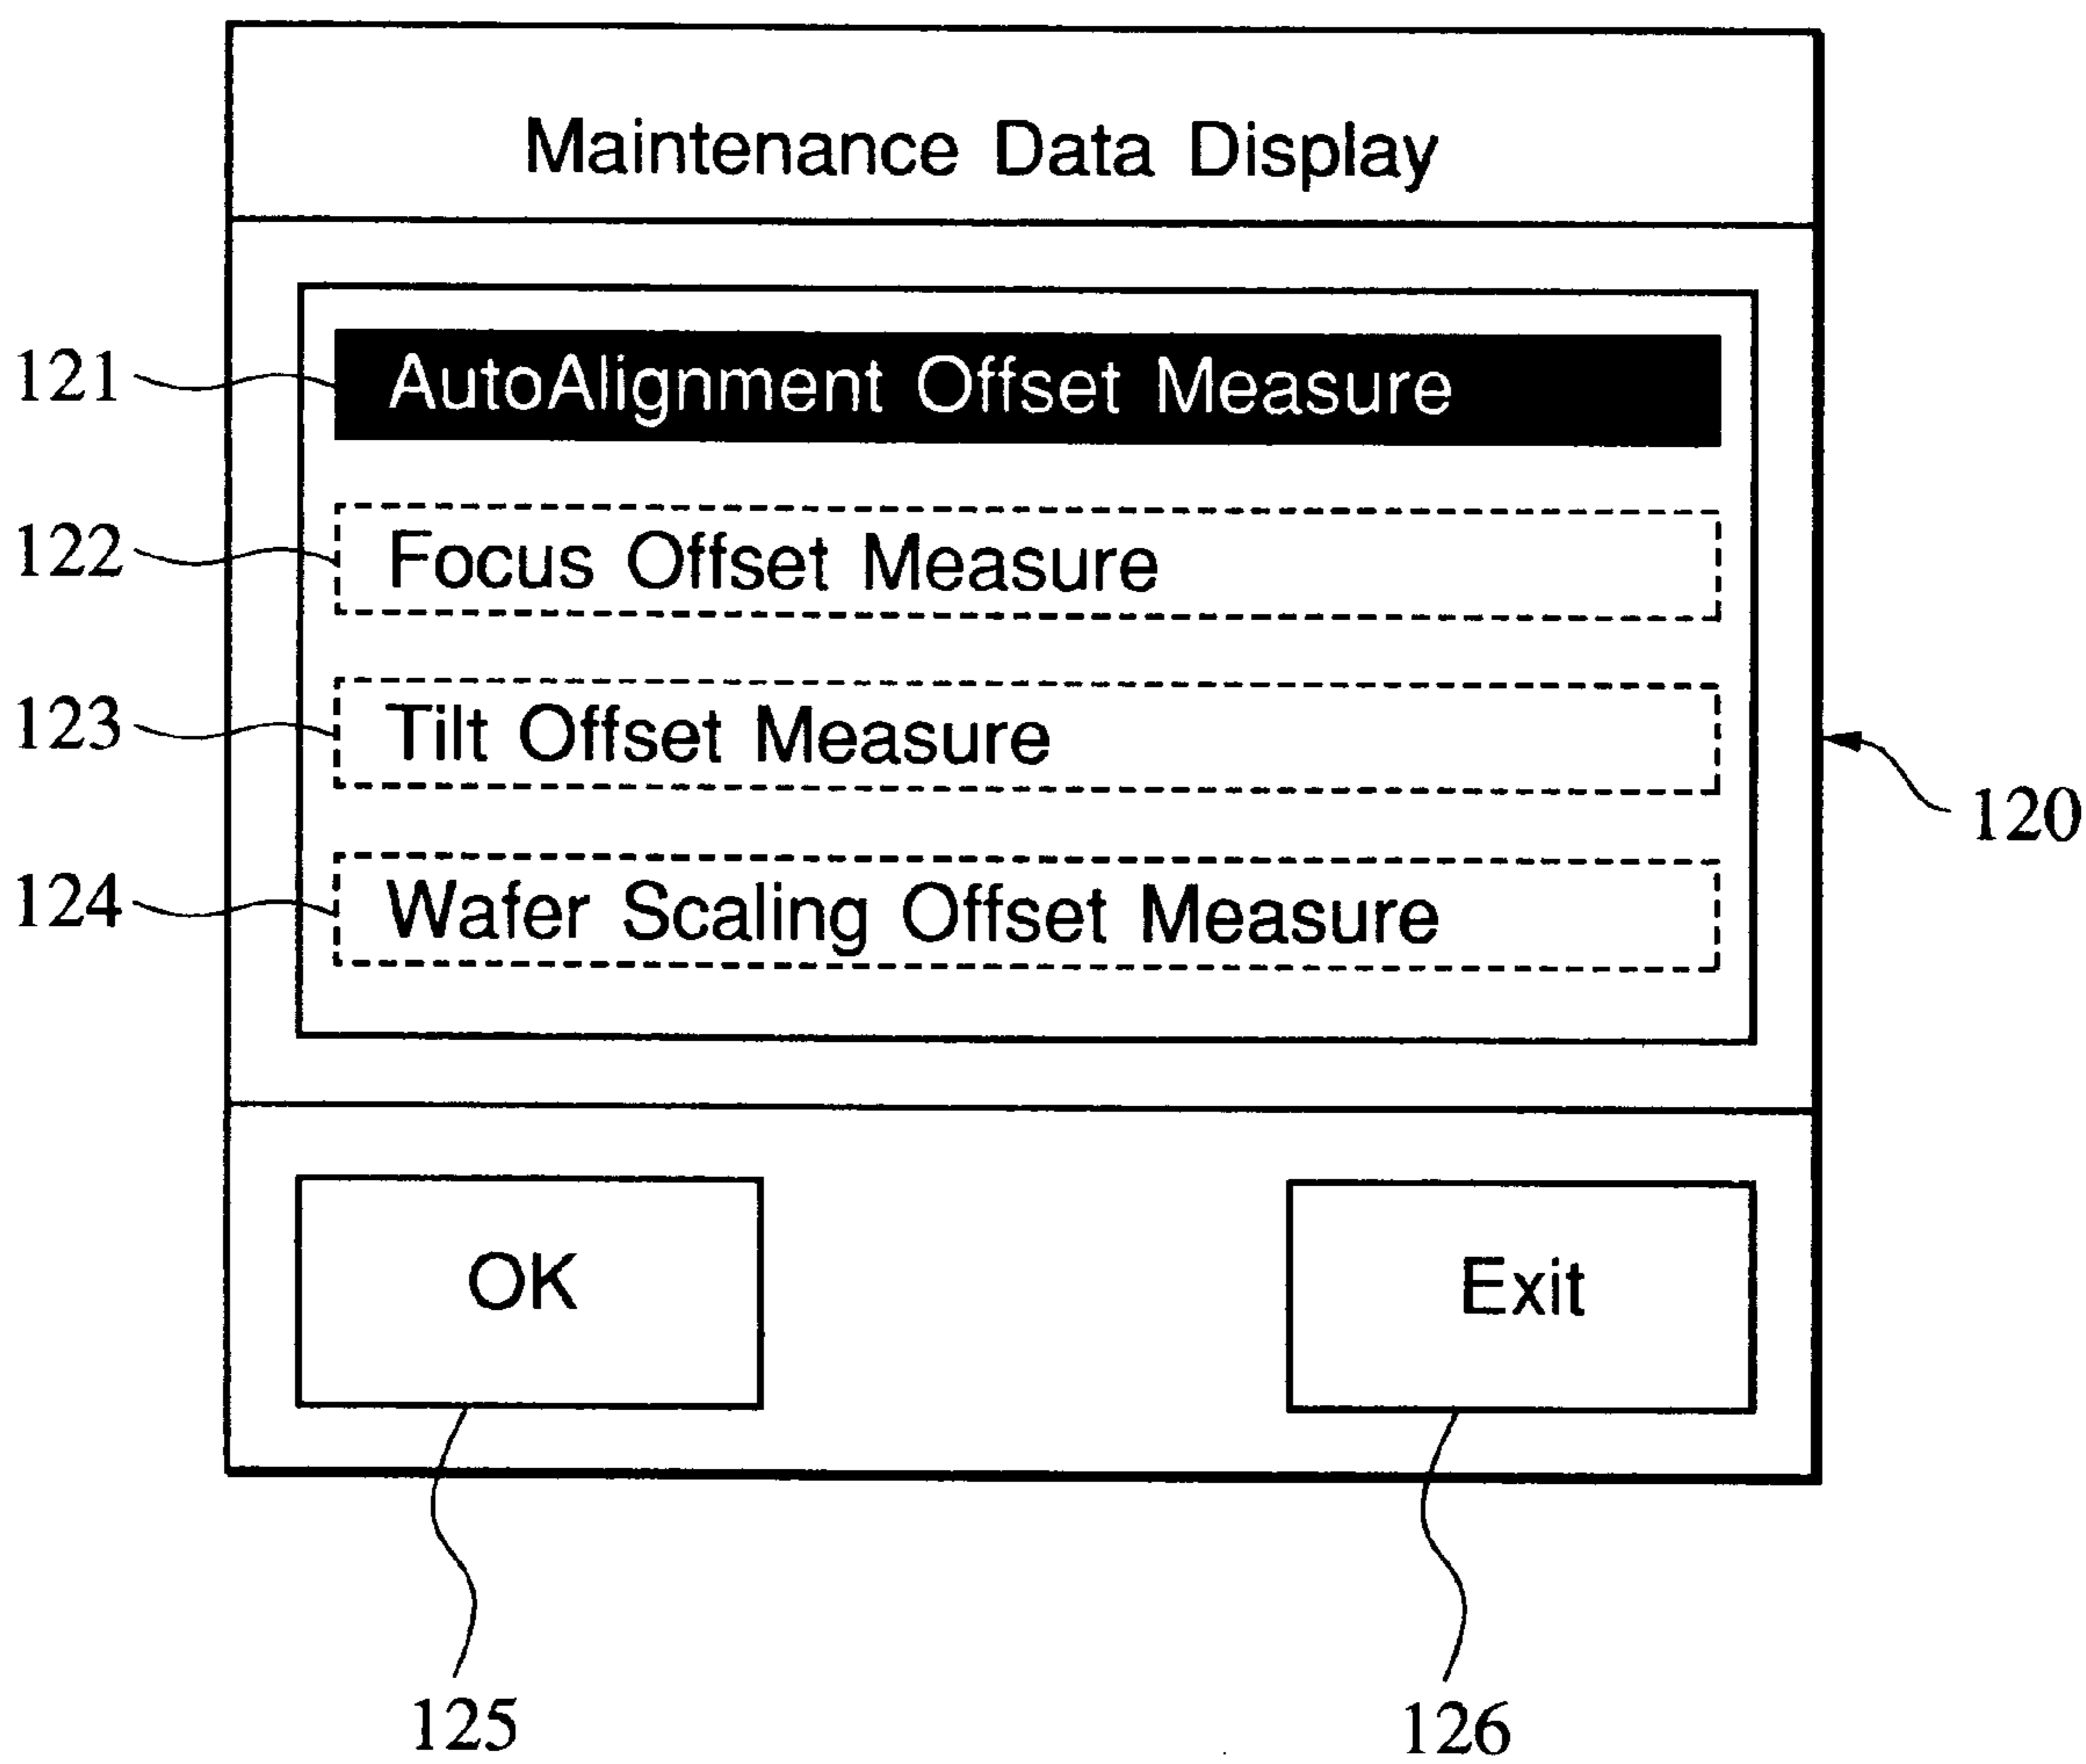 Maintenance Data Display
121 AutoAlignment Offset Measure
122 Focus Offset Measure
123 Tilt Offset Measure
120
124 Wafer Scaling Offset Measure
OK Exit
125 126